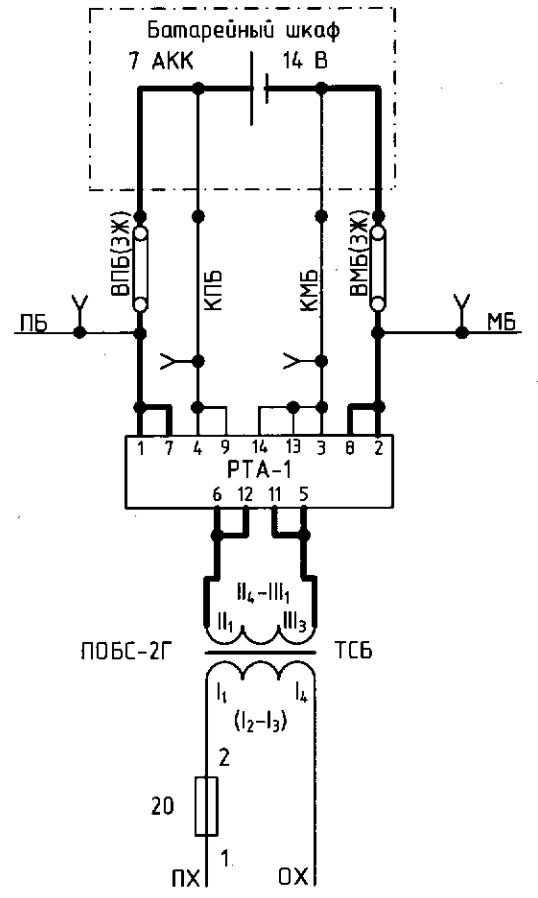 Батарейный шкаф
7 АКК 14 В
ВПБ(3Ж)
КПБ
КМБ
ВМБ(3Ж)
ПБ
МБ
1 7 4 9 14 13 3 8 2
РТА-1
6 12 11 5
II₄-III₁
II₁ III₃
ПОБС-2Г ТСБ
I₁ I₄
(I₂-I₃)
2
20
1
ПХ ОХ